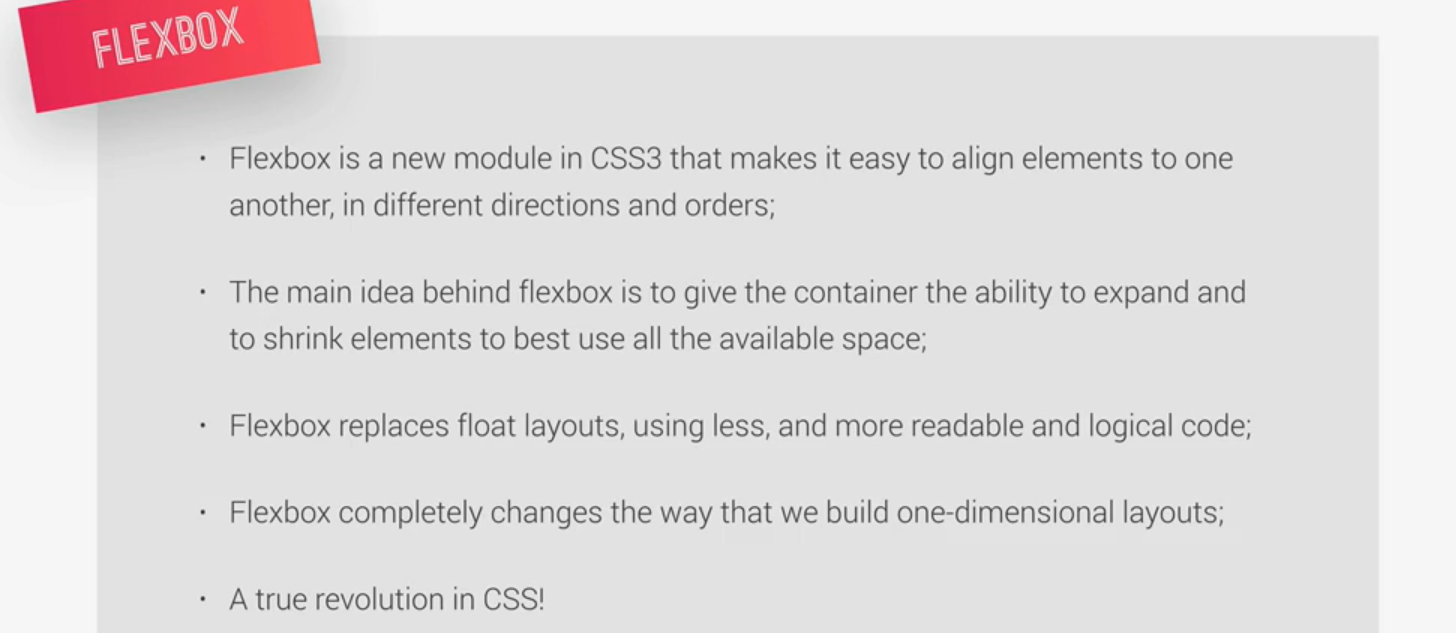 FLEXBOX
· Flexbox is a new module in CSS3 that makes it easy to align elements to one
another, in different directions and orders;
· The main idea behind flexbox is to give the container the ability to expand and
to shrink elements to best use all the available space;
· Flexbox replaces float layouts, using less, and more readable and logical code;
· Flexbox completely changes the way that we build one-dimensional layouts;
· A true revolution in CSS!